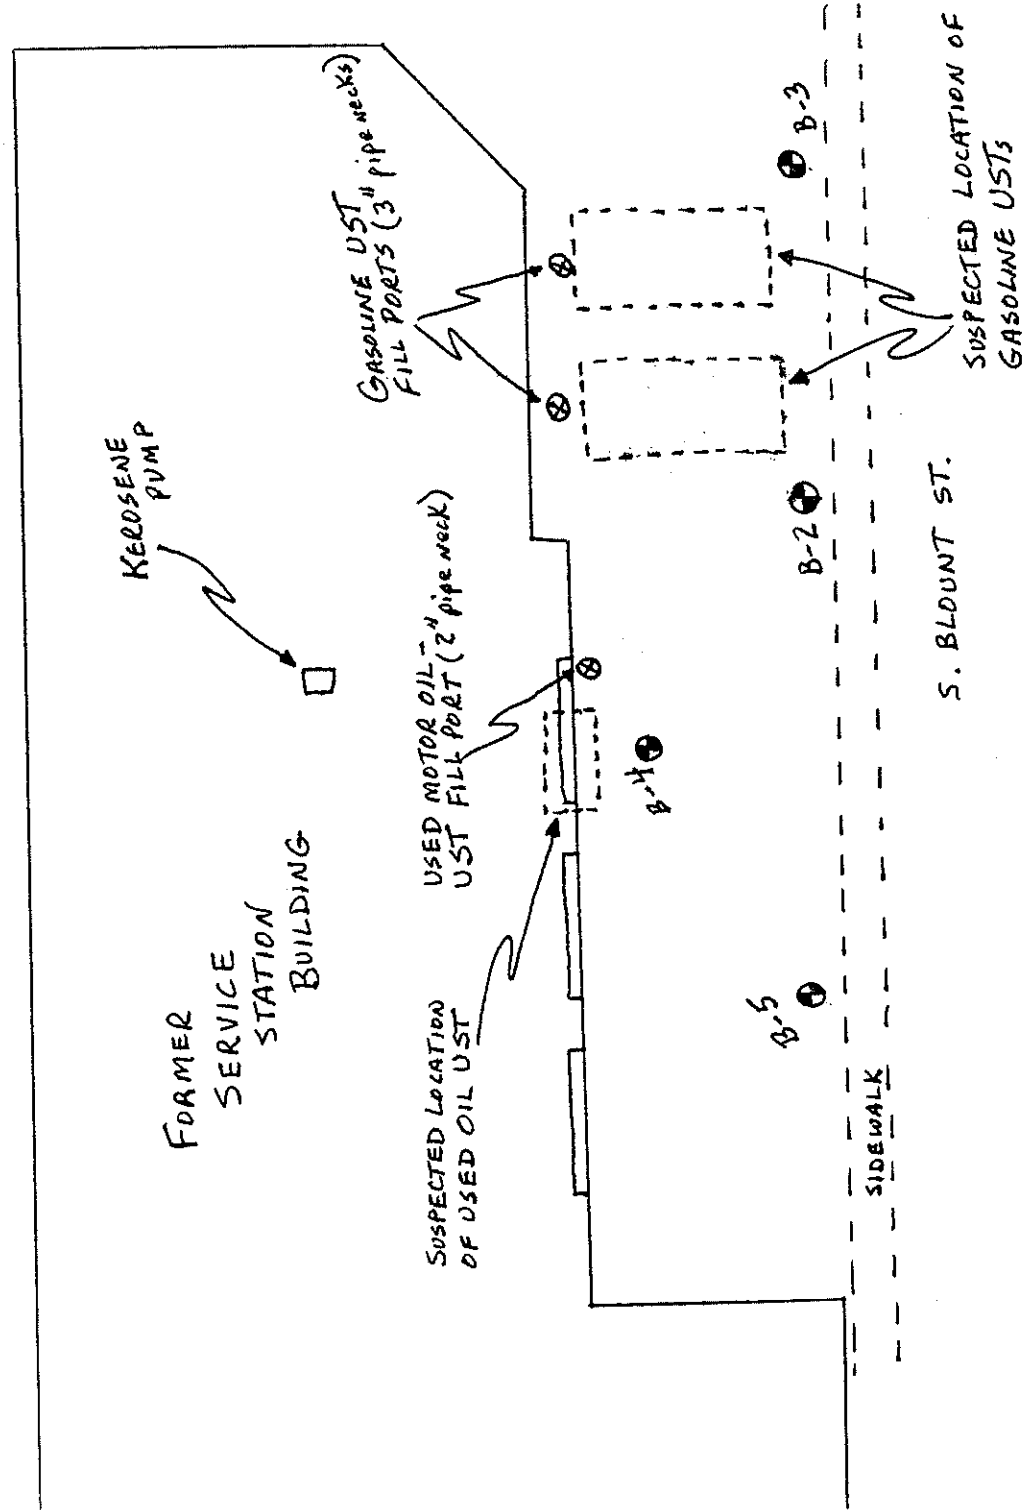 KEROSENE
PUMP
GASOLINE UST
FILL PORTS (3" pipe necks)
FORMER
SERVICE
STATION
BUILDING
USED MOTOR OIL -
UST FILL PORT (2" pipe neck)
SUSPECTED LOCATION
OF USED OIL UST
B-4
B-5
B-2
B-3
SIDEWALK
S. BLOUNT ST.
SUSPECTED LOCATION OF
GASOLINE USTs